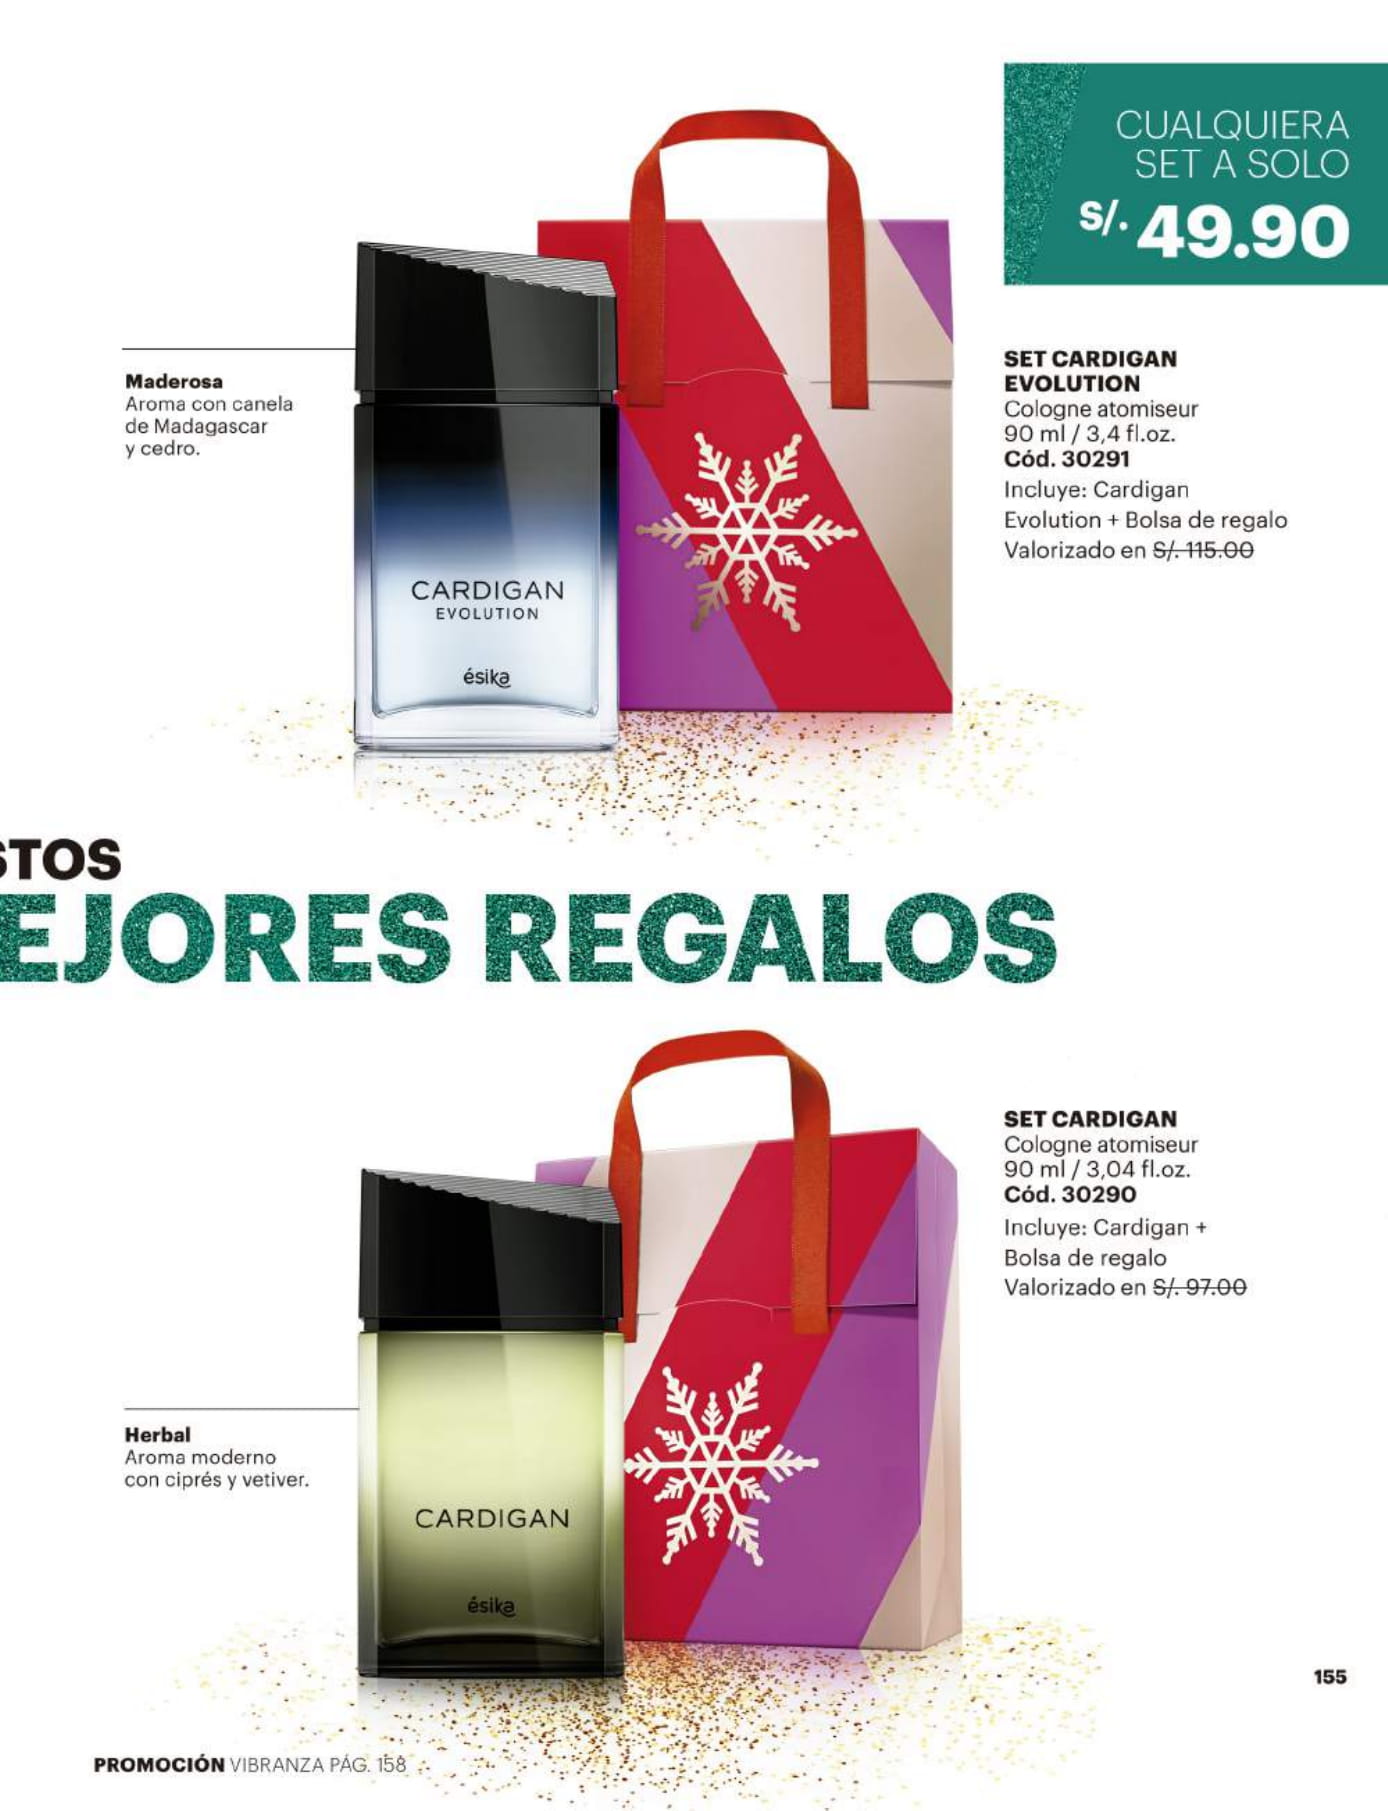 CUALQUIERA
SET A SOLO
S/. 49.90
Maderosa
Aroma con canela
de Madagascar
y cedro.
CARDIGAN
EVOLUTION
ésika
SET CARDIGAN
EVOLUTION
Cologne atomiseur
90 ml / 3,4 fl.oz.
Cód. 30291
Incluye: Cardigan
Evolution + Bolsa de regalo
Valorizado en S/. 115.00
STOS
EJORES REGALOS
SET CARDIGAN
Cologne atomiseur
90 ml / 3,04 fl.oz.
Cód. 30290
Incluye: Cardigan +
Bolsa de regalo
Valorizado en S/. 97.00
Herbal
Aroma moderno
con ciprés y vetiver.
CARDIGAN
ésika
155
PROMOCIÓN VIBRANZA PÁG. 158